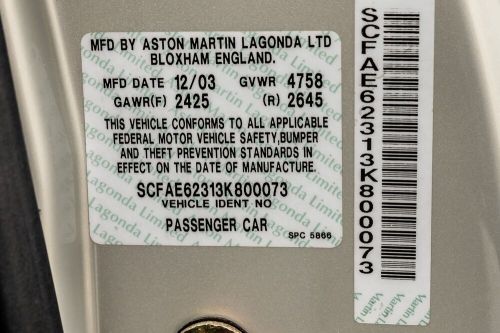 MFD BY ASTON MARTIN LAGONDA LTD
BLOXHAM ENGLAND.
MFD DATE 12/03 GVWR 4758
GAWR(F) 2425 (R) 2645
THIS VEHICLE CONFORMS TO ALL APPLICABLE
FEDERAL MOTOR VEHICLE SAFETY,BUMPER
AND THEFT PREVENTION STANDARDS IN
EFFECT ON THE DATE OF MANUFACTURE.
SCFAE62313K800073
VEHICLE IDENT NO
PASSENGER CAR
SPC 5866
SCFAE62313K800073